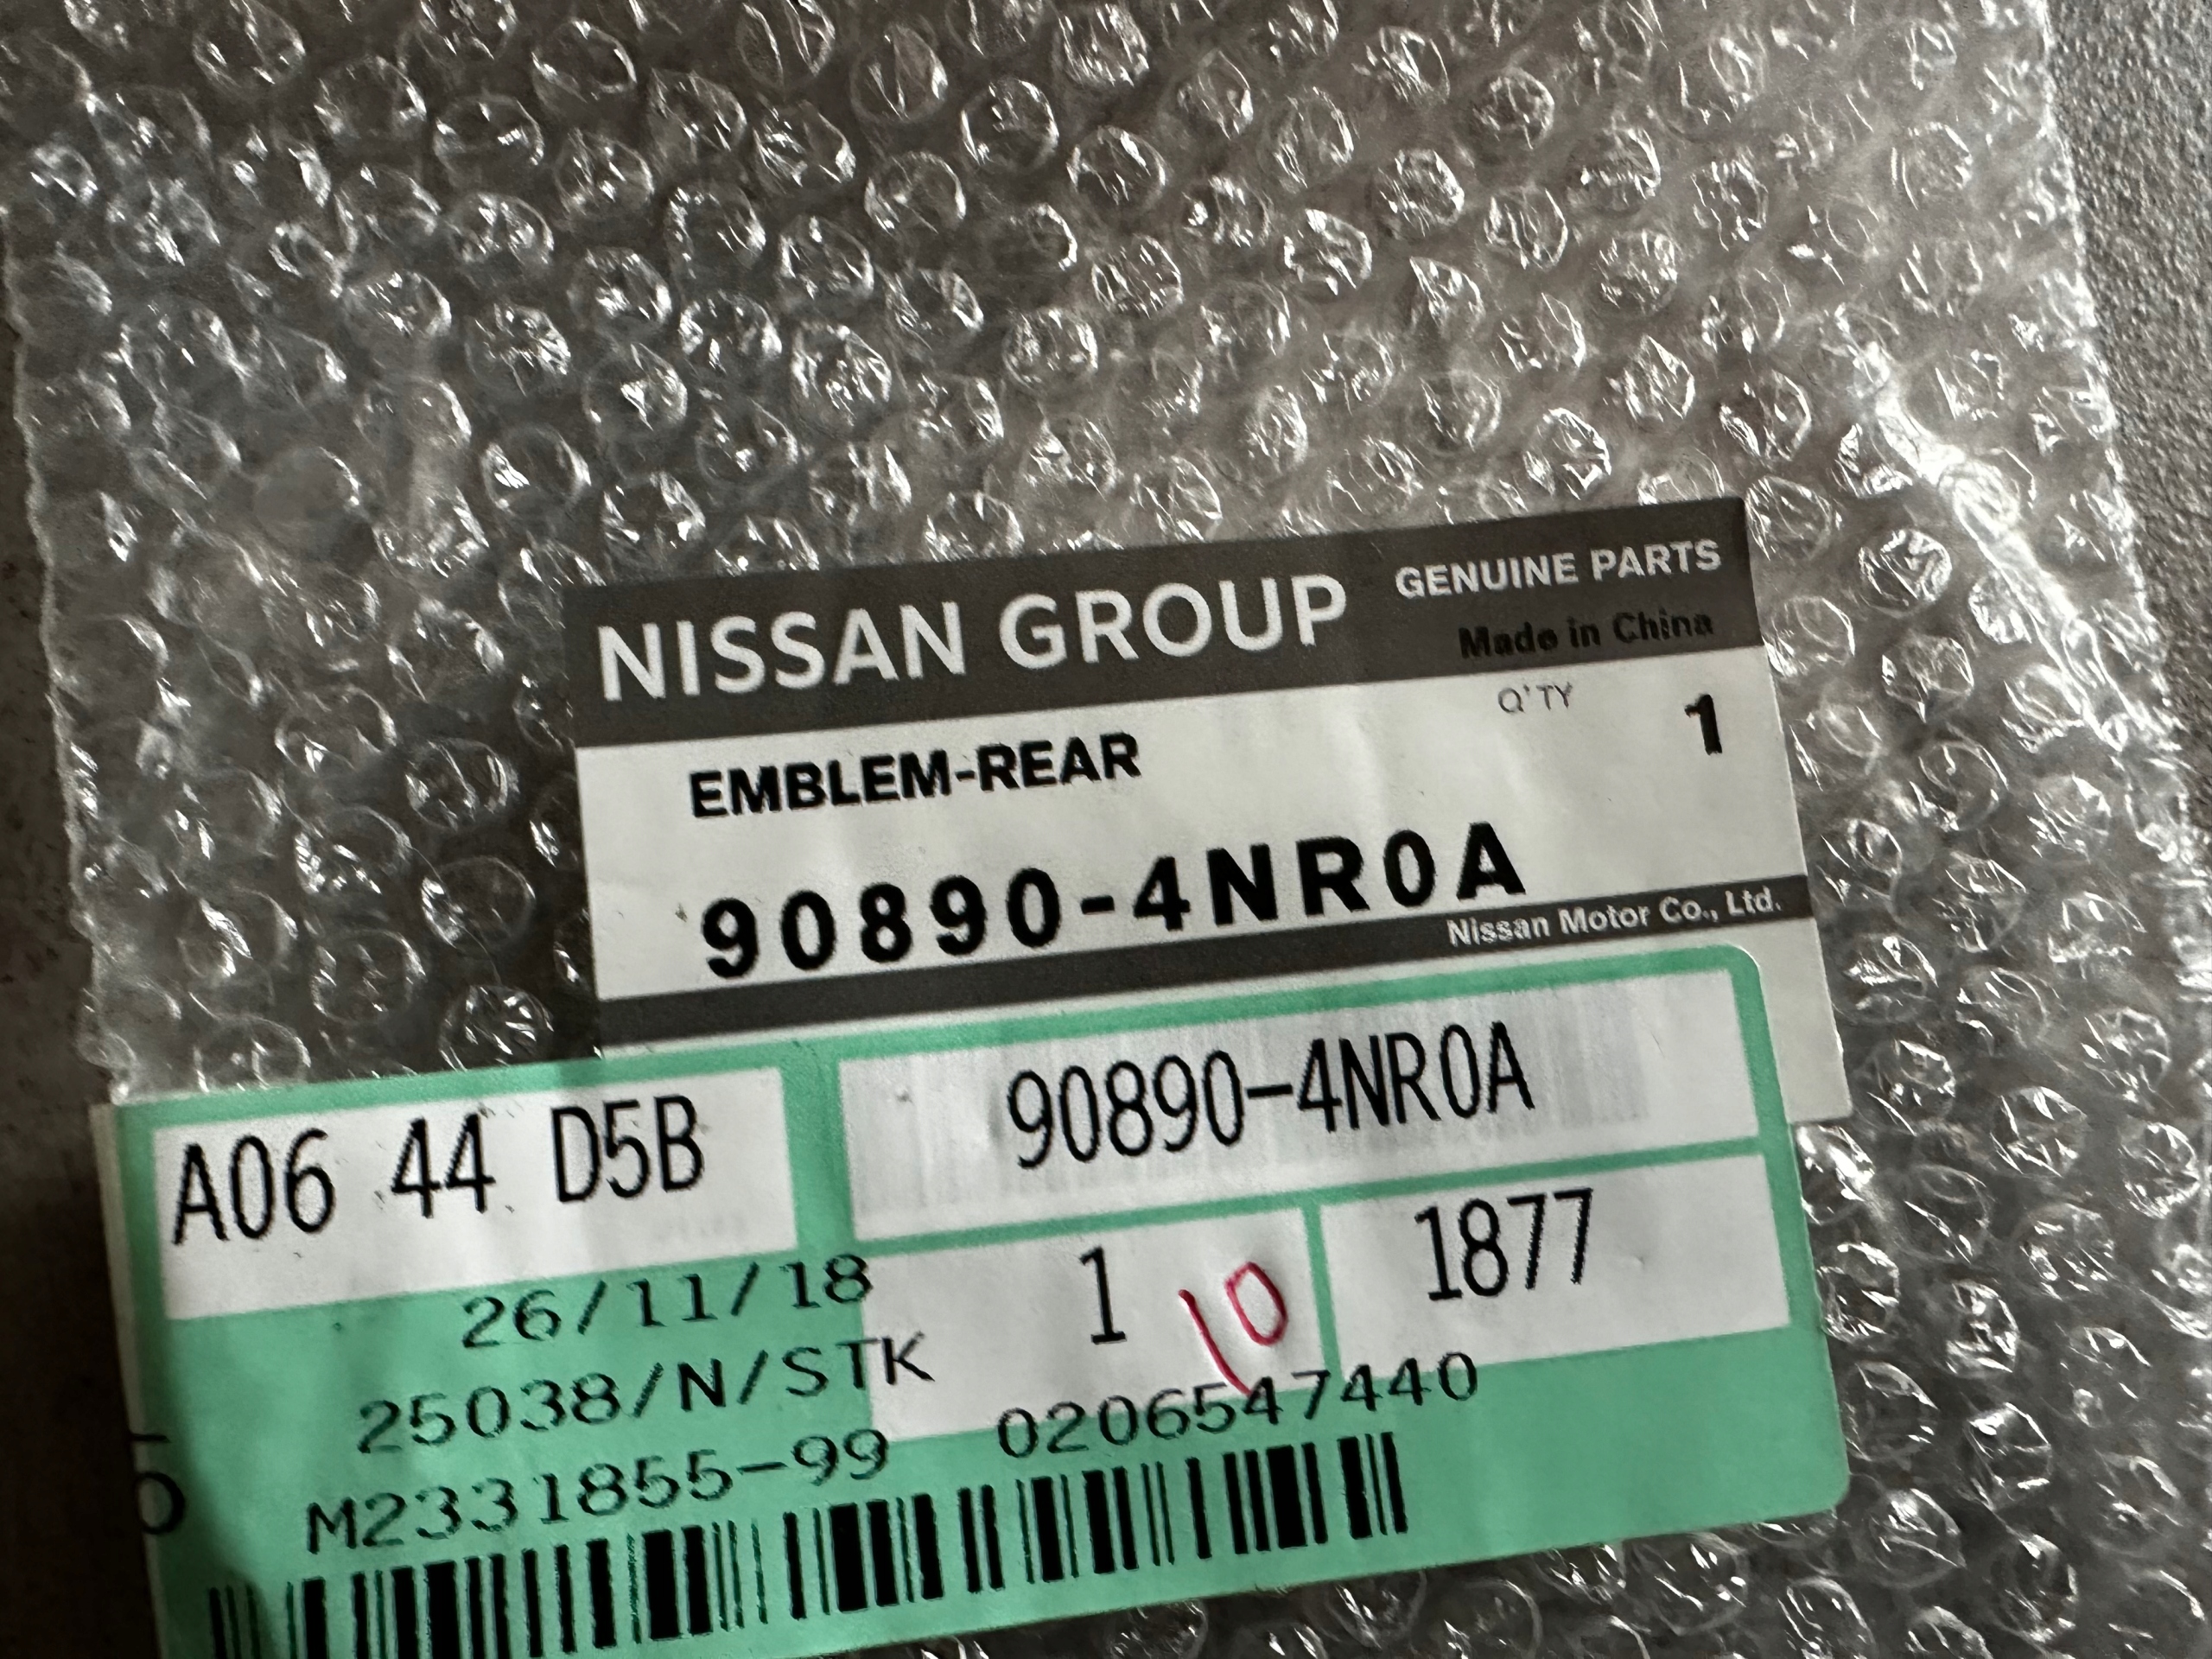 NISSAN GROUP
GENUINE PARTS
Made in China
Q'TY 1
EMBLEM-REAR
90890-4NR0A
Nissan Motor Co., Ltd.
A06 44 D5B
90890-4NR0A
26/11/18
1
10
1877
25038/N/STK
M2331855-99
0206547440